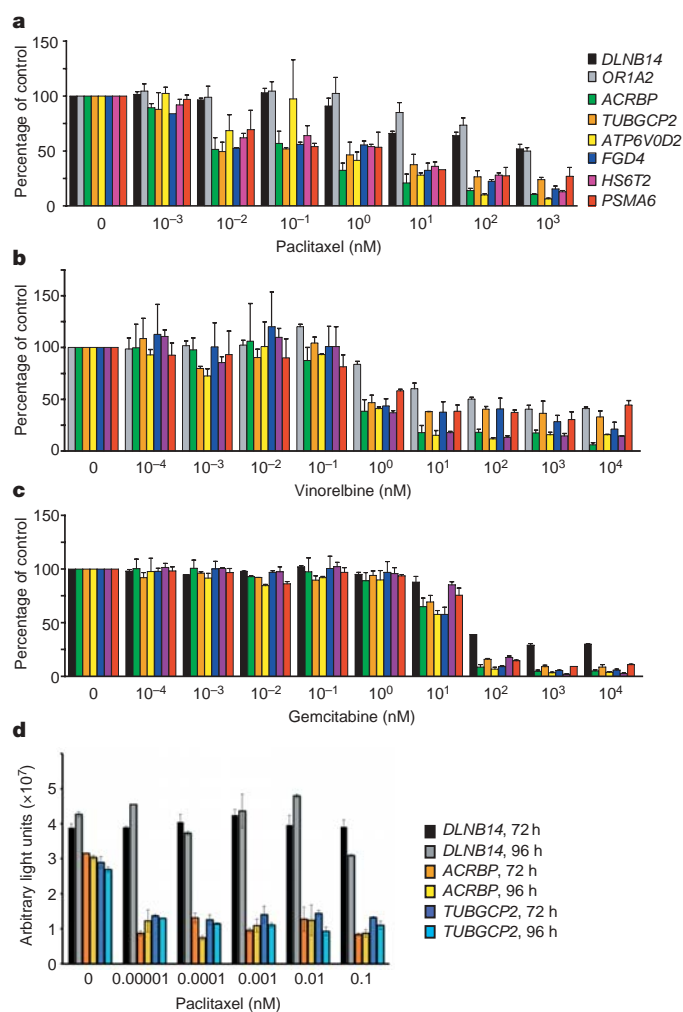 a
150
100
50
0
Percentage of control
0 10⁻³ 10⁻² 10⁻¹ 10⁰ 10¹ 10² 10³
Paclitaxel (nM)
DLNB14
OR1A2
ACRBP
TUBGCP2
ATP6V0D2
FGD4
HS6T2
PSMA6
b
150
100
50
0
Percentage of control
0 10⁻⁴ 10⁻³ 10⁻² 10⁻¹ 10⁰ 10¹ 10² 10³ 10⁴
Vinorelbine (nM)
c
150
100
50
0
Percentage of control
0 10⁻⁴ 10⁻³ 10⁻² 10⁻¹ 10⁰ 10¹ 10² 10³ 10⁴
Gemcitabine (nM)
d
5
4
3
2
1
0
Arbitrary light units (×10⁷)
0 0.00001 0.0001 0.001 0.01 0.1
Paclitaxel (nM)
DLNB14, 72 h
DLNB14, 96 h
ACRBP, 72 h
ACRBP, 96 h
TUBGCP2, 72 h
TUBGCP2, 96 h